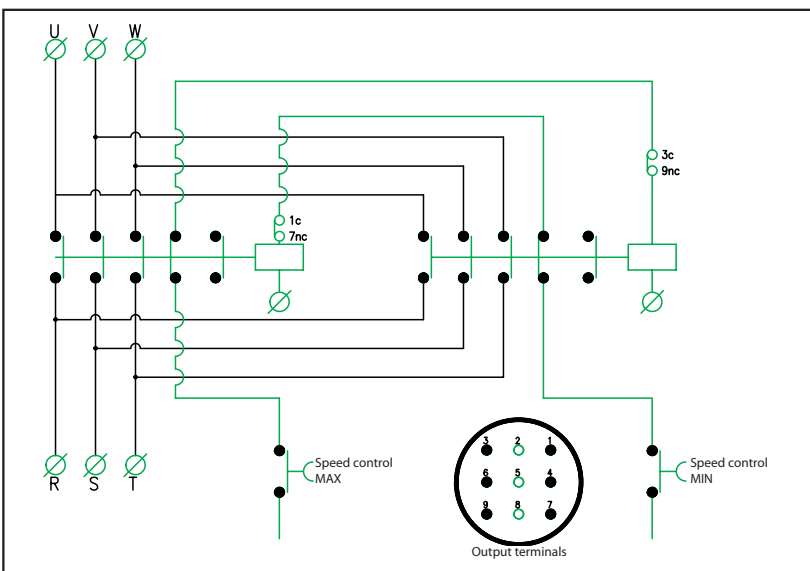 U V W
3c
9nc
1c
7nc
R S T
Speed control
MAX
3 2 1
6 5 4
9 8 7
Output terminals
Speed control
MIN